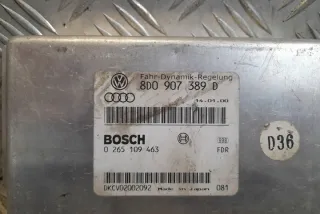 Fahr-Dynamik-Regelung
8D0 907 389 D
14.01.00
BOSCH
0 265 109 463 FDR
DKCV02002092 Made in Japan 081
D36